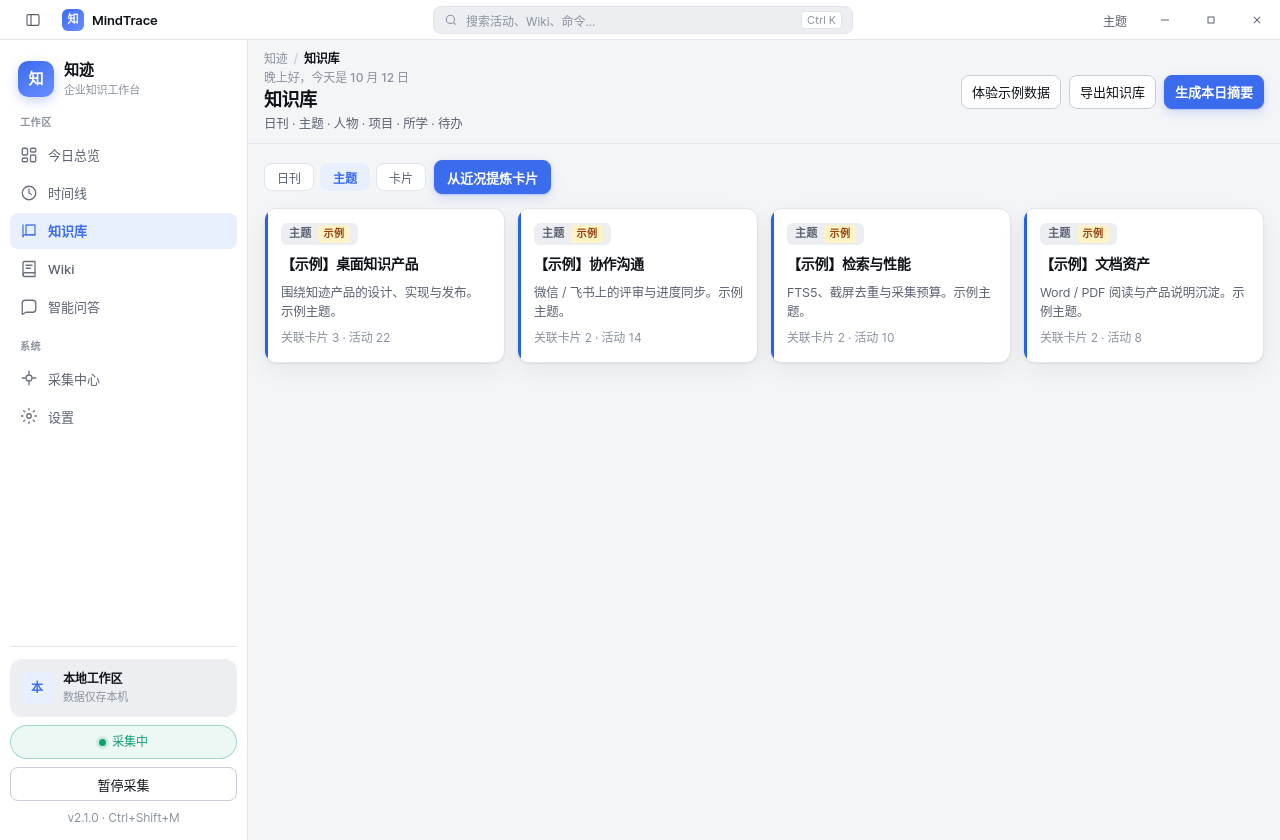 知 MindTrace
搜索活动、Wiki、命令... Ctrl K
主题
知 知迹
企业知识工作台
工作区
今日总览
时间线
知识库
Wiki
智能问答
系统
采集中心
设置
本 本地工作区
数据仅存本机
采集中
暂停采集
v2.1.0 · Ctrl+Shift+M
知迹 / 知识库
晚上好，今天是 10 月 12 日
知识库
日刊 · 主题 · 人物 · 项目 · 所学 · 待办
体验示例数据 导出知识库 生成本日摘要
日刊 主题 卡片 从近况提炼卡片
主题 示例
【示例】桌面知识产品
围绕知迹产品的设计、实现与发布。
示例主题。
关联卡片 3 · 活动 22
主题 示例
【示例】协作沟通
微信 / 飞书上的评审与进度同步。示例
主题。
关联卡片 2 · 活动 14
主题 示例
【示例】检索与性能
FTS5、截屏去重与采集预算。示例主
题。
关联卡片 2 · 活动 10
主题 示例
【示例】文档资产
Word / PDF 阅读与产品说明沉淀。示
例主题。
关联卡片 2 · 活动 8